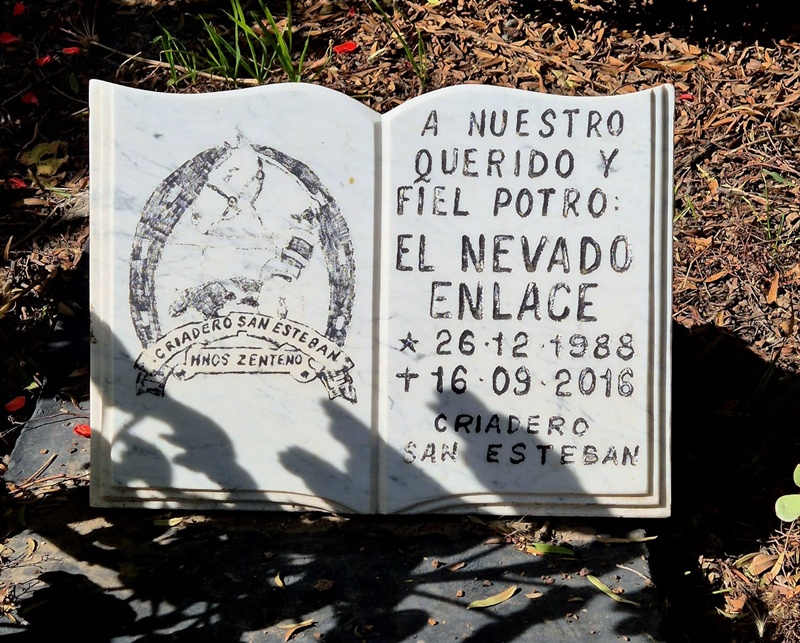 CRIADERO SAN ESTEBAN
HNOS ZENTENO
A NUESTRO
QUERIDO Y
FIEL POTRO:
EL NEVADO
ENLACE
★ 26·12·1988
✝ 16·09·2016
CRIADERO
SAN ESTEBAN